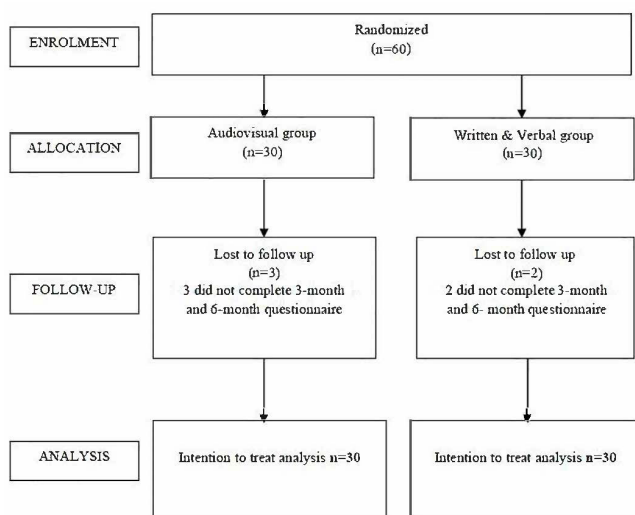 ENROLMENT
Randomized
(n=60)
ALLOCATION
Audiovisual group
(n=30)
Written & Verbal group
(n=30)
FOLLOW-UP
Lost to follow up
(n=3)
3 did not complete 3-month
and 6-month questionnaire
Lost to follow up
(n=2)
2 did not complete 3-month
and 6- month questionnaire
ANALYSIS
Intention to treat analysis n=30
Intention to treat analysis n=30